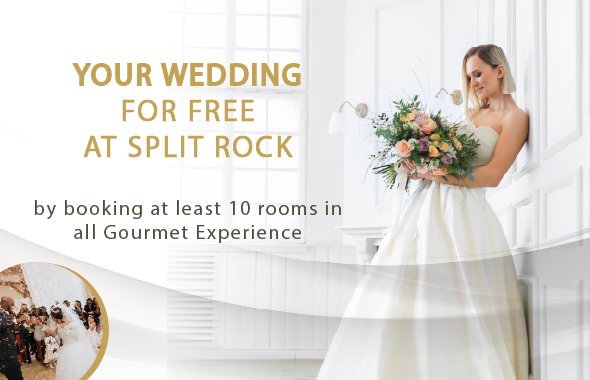 YOUR WEDDING
FOR FREE
AT SPLIT ROCK
by booking at least 10 rooms in
all Gourmet Experience